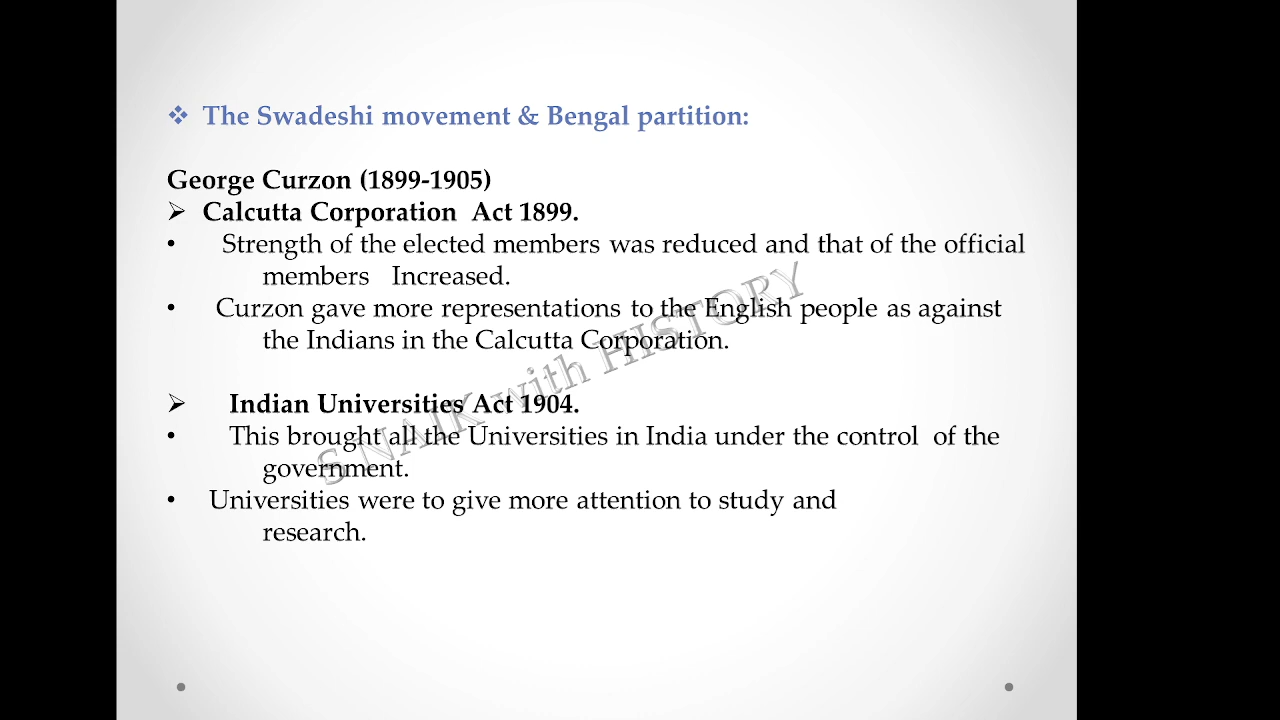 ❖ The Swadeshi movement & Bengal partition:
George Curzon (1899-1905)
➢ Calcutta Corporation Act 1899.
• Strength of the elected members was reduced and that of the official
members Increased.
• Curzon gave more representations to the English people as against
the Indians in the Calcutta Corporation.
➢ Indian Universities Act 1904.
• This brought all the Universities in India under the control of the
government.
• Universities were to give more attention to study and
research.
S NAIK with HISTORY